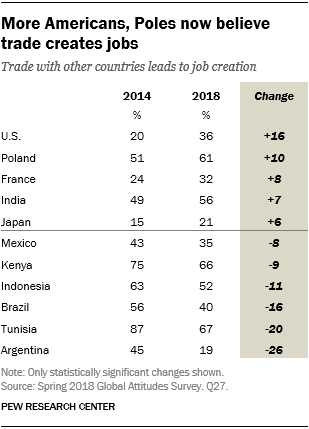 More Americans, Poles now believe
trade creates jobs
Trade with other countries leads to job creation
2014 2018 Change
% %
U.S. 20 36 +16
Poland 51 61 +10
France 24 32 +8
India 49 56 +7
Japan 15 21 +6
Mexico 43 35 -8
Kenya 75 66 -9
Indonesia 63 52 -11
Brazil 56 40 -16
Tunisia 87 67 -20
Argentina 45 19 -26
Note: Only statistically significant changes shown.
Source: Spring 2018 Global Attitudes Survey. Q27.
PEW RESEARCH CENTER